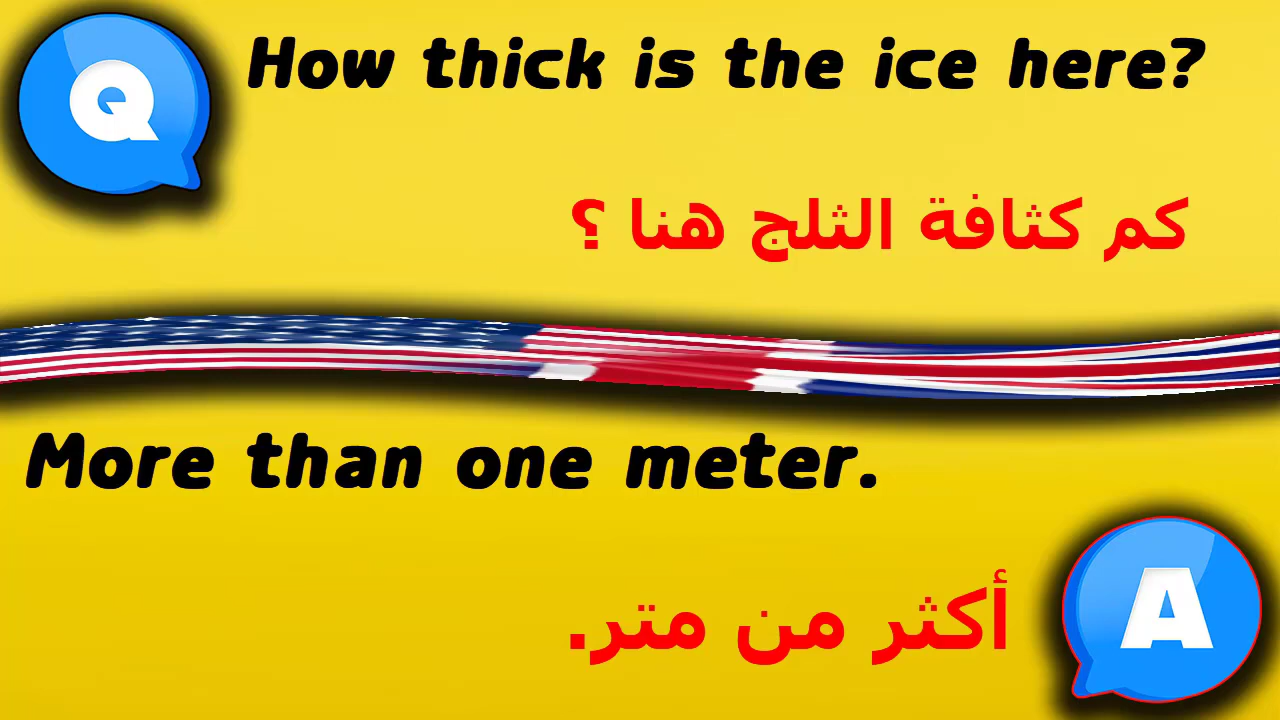 Q
How thick is the ice here?
كم كثافة الثلج هنا ؟
More than one meter.
أكثر من متر.
A